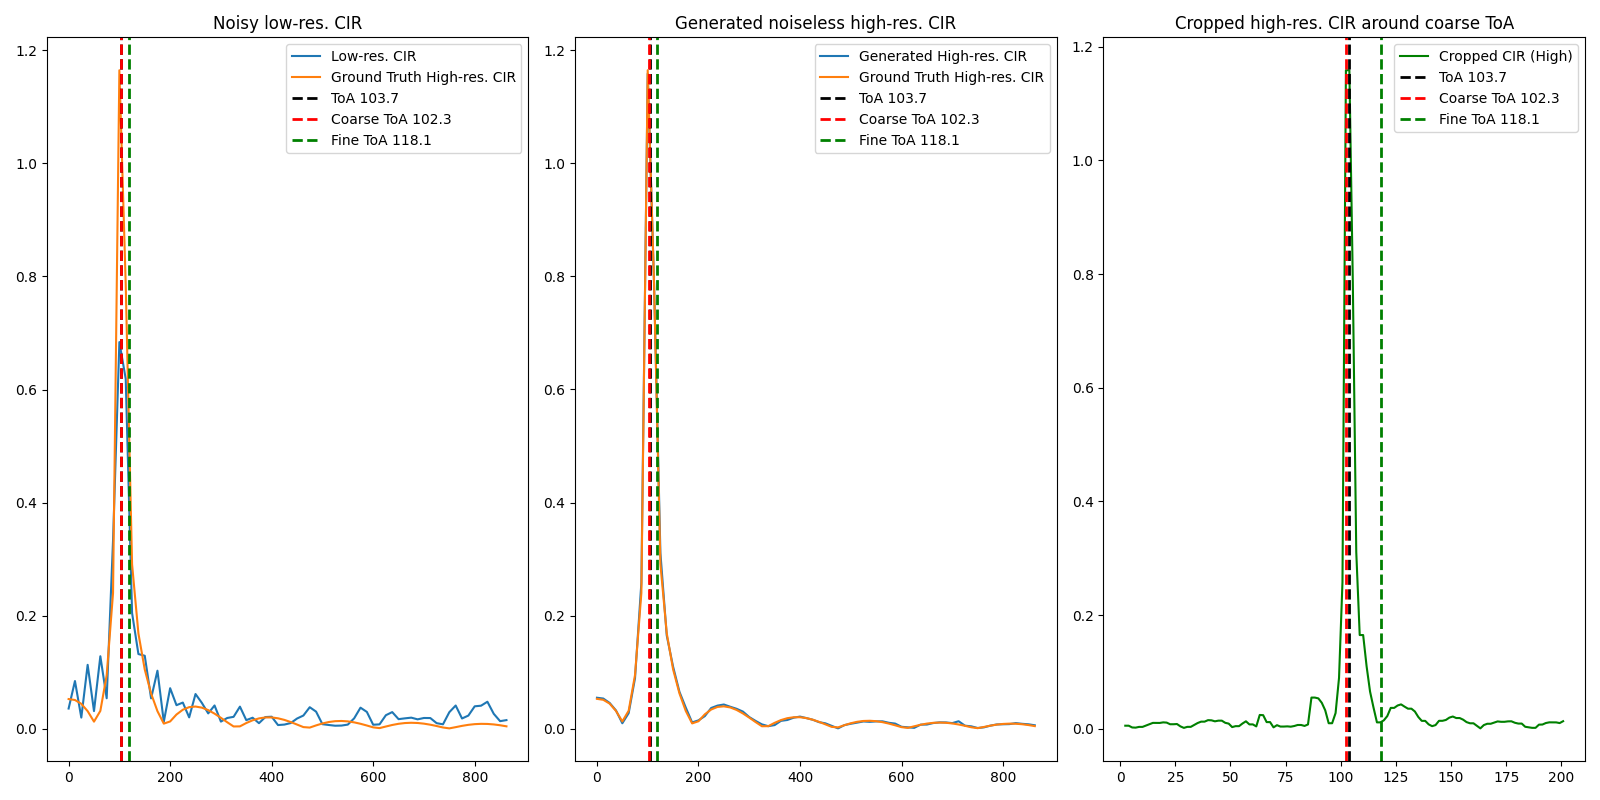 Noisy low-res. CIR
Low-res. CIR
Ground Truth High-res. CIR
ToA 103.7
Coarse ToA 102.3
Fine ToA 118.1
1.2
1.0
0.8
0.6
0.4
0.2
0.0
0 200 400 600 800
Generated noiseless high-res. CIR
Generated High-res. CIR
Ground Truth High-res. CIR
ToA 103.7
Coarse ToA 102.3
Fine ToA 118.1
1.2
1.0
0.8
0.6
0.4
0.2
0.0
0 200 400 600 800
Cropped high-res. CIR around coarse ToA
Cropped CIR (High)
ToA 103.7
Coarse ToA 102.3
Fine ToA 118.1
1.2
1.0
0.8
0.6
0.4
0.2
0.0
0 25 50 75 100 125 150 175 200